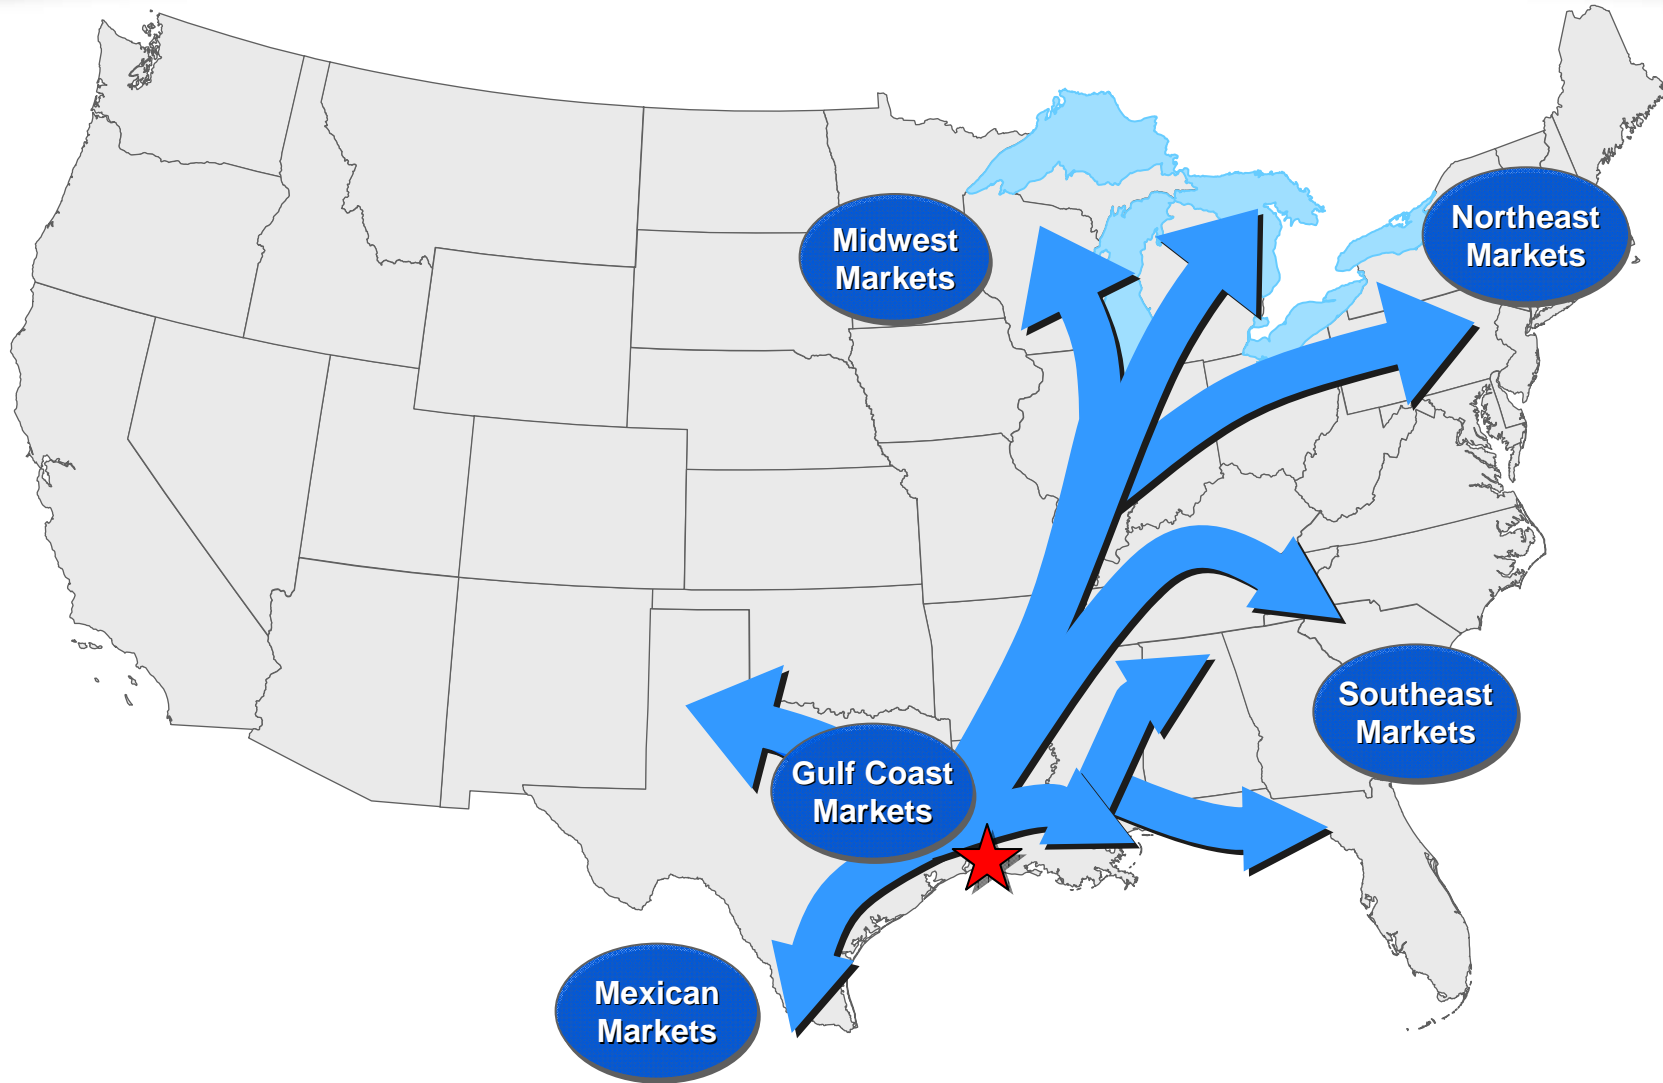 Midwest
Markets
Northeast
Markets
Southeast
Markets
Gulf Coast
Markets
Mexican
Markets